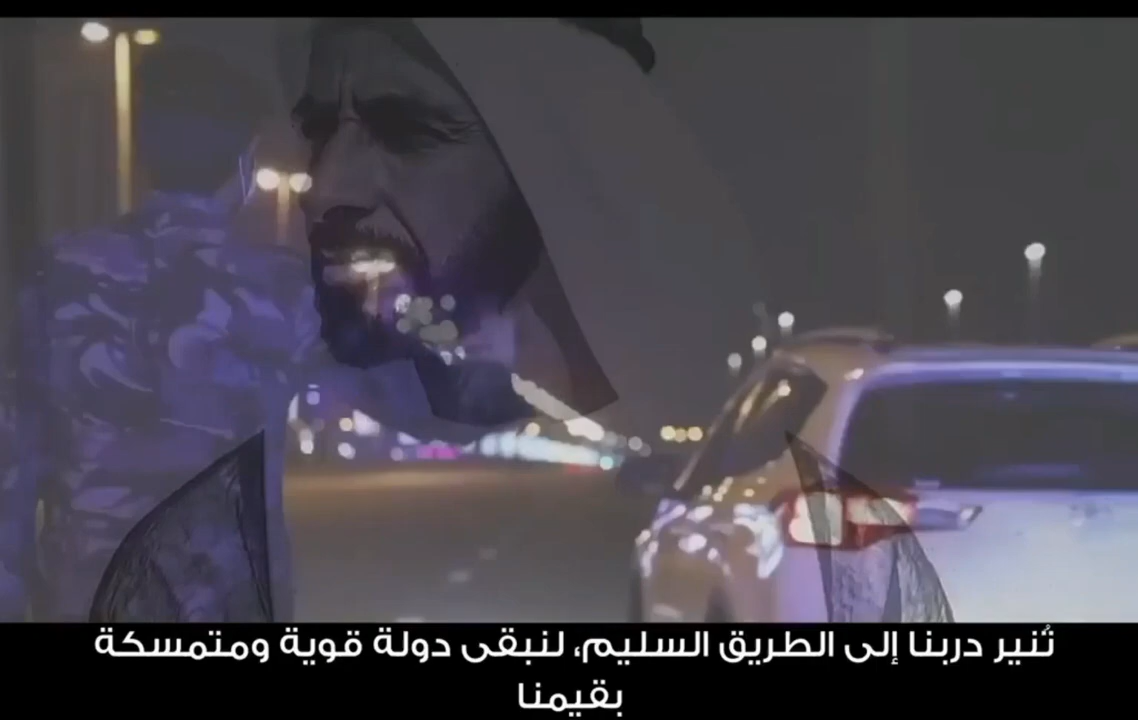 تُنير دربنا إلى الطريق السليم، لنبقى دولة قوية ومتمسكة
بقيمنا